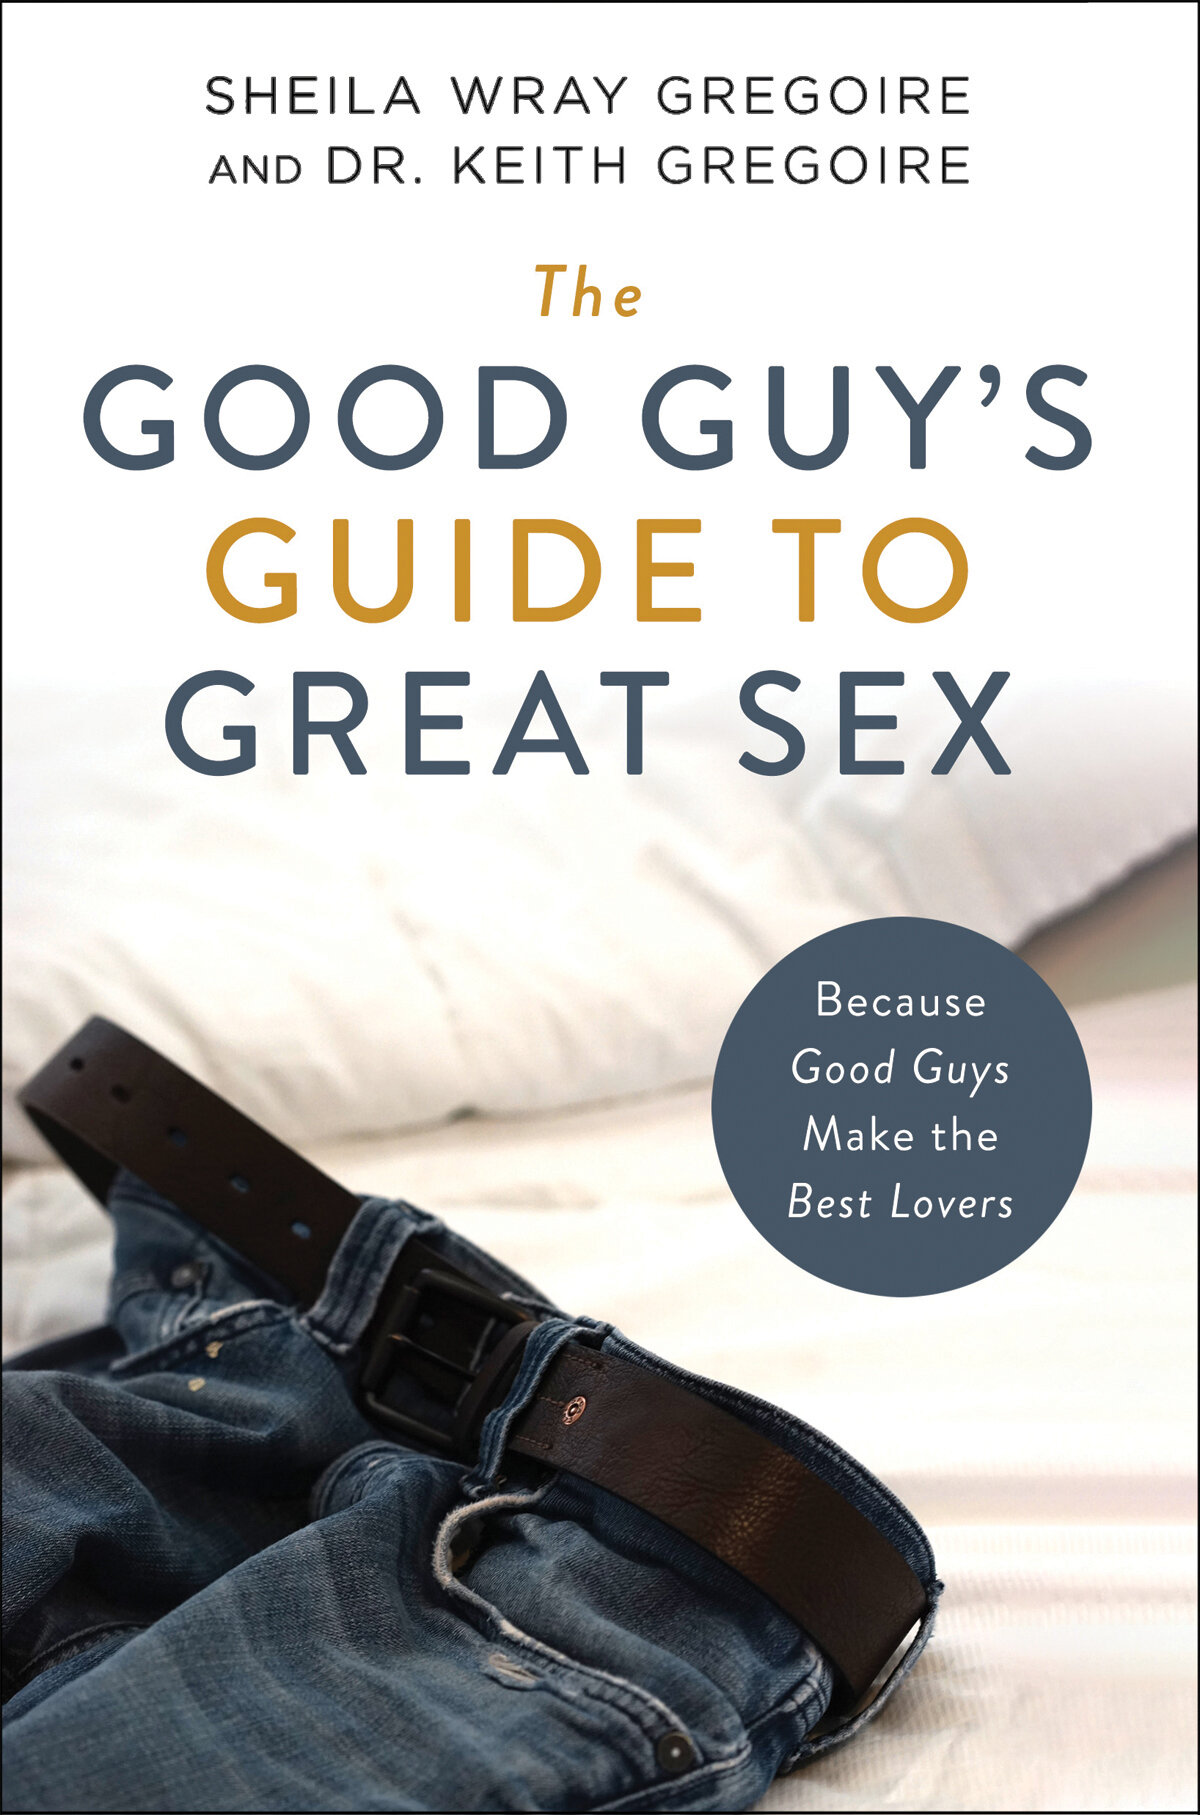 SHEILA WRAY GREGOIRE
AND DR. KEITH GREGOIRE
The
GOOD GUY'S
GUIDE TO
GREAT SEX
Because
Good Guys
Make the
Best Lovers